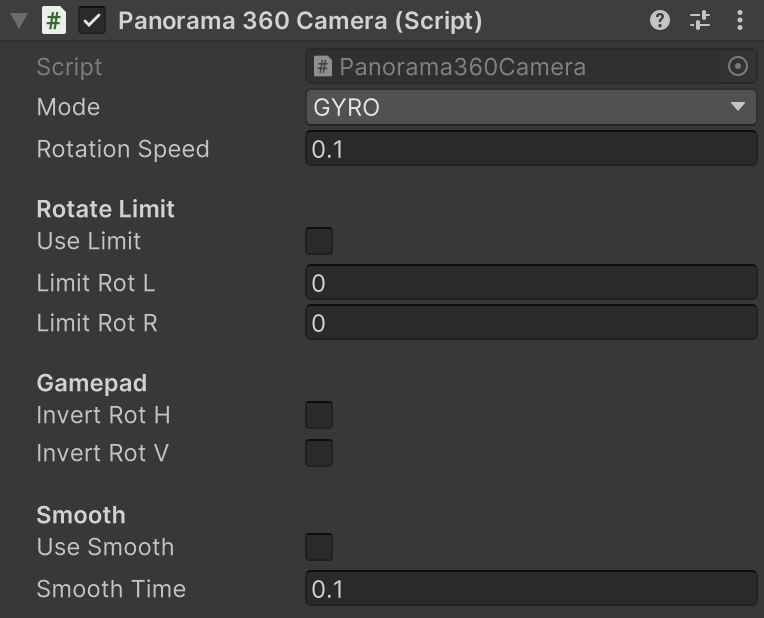 # Panorama 360 Camera (Script)
Script # Panorama360Camera
Mode GYRO
Rotation Speed 0.1
Rotate Limit
Use Limit
Limit Rot L 0
Limit Rot R 0
Gamepad
Invert Rot H
Invert Rot V
Smooth
Use Smooth
Smooth Time 0.1